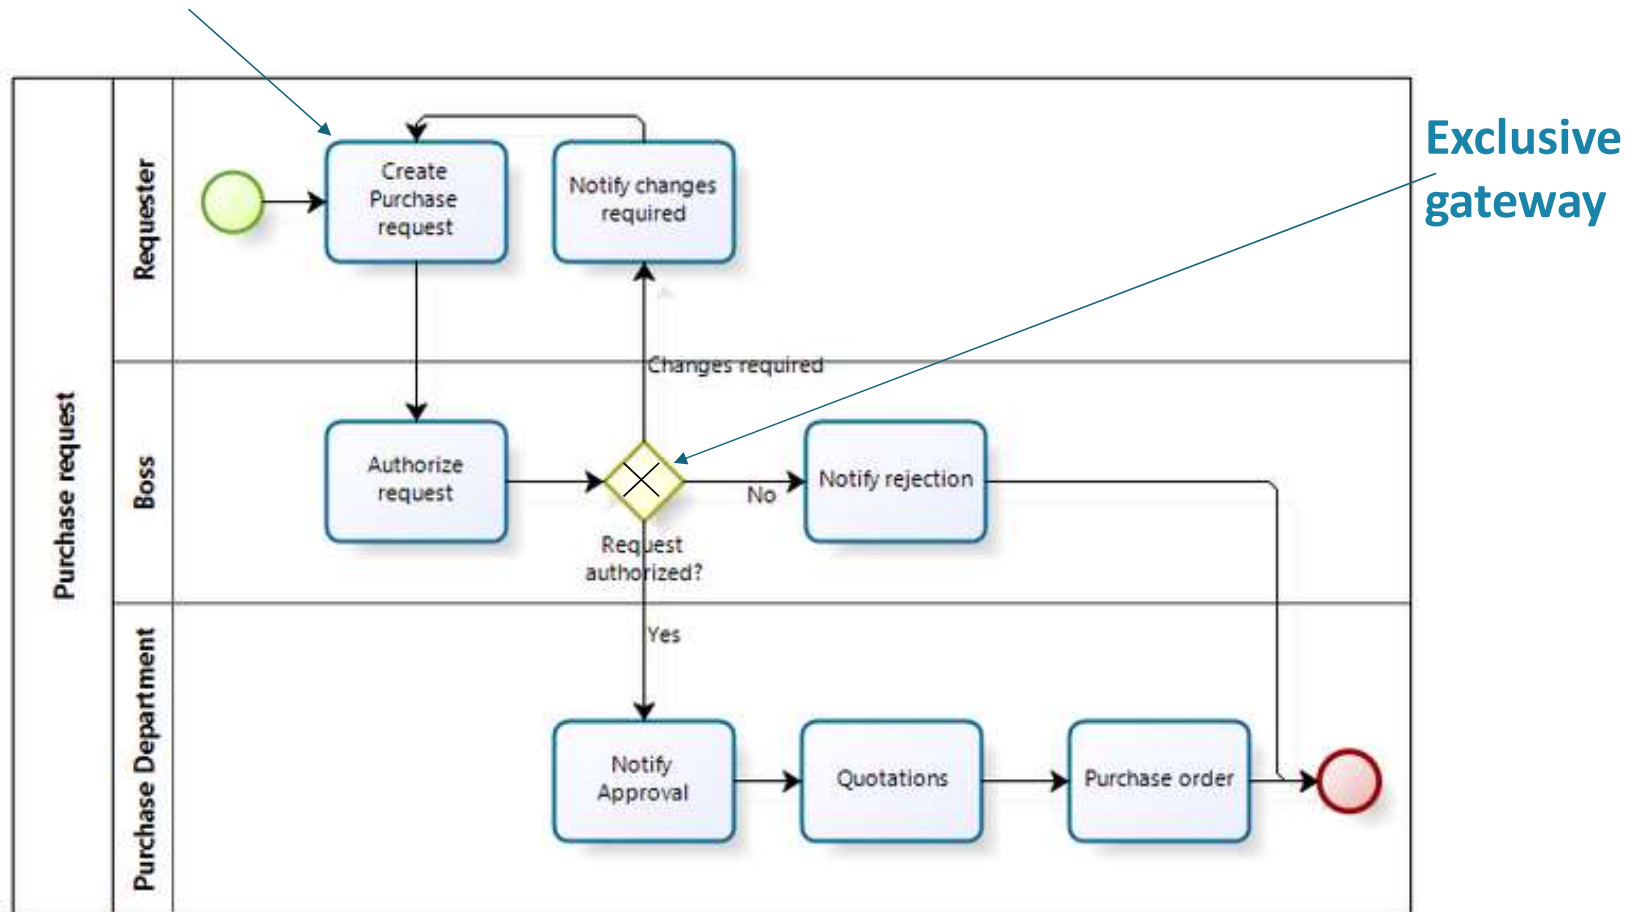 Exclusive
gateway
Purchase request
Requester
Create
Purchase
request
Notify changes
required
Changes required
Boss
Authorize
request
Request
authorized?
No
Notify rejection
Yes
Purchase Department
Notify
Approval
Quotations
Purchase order